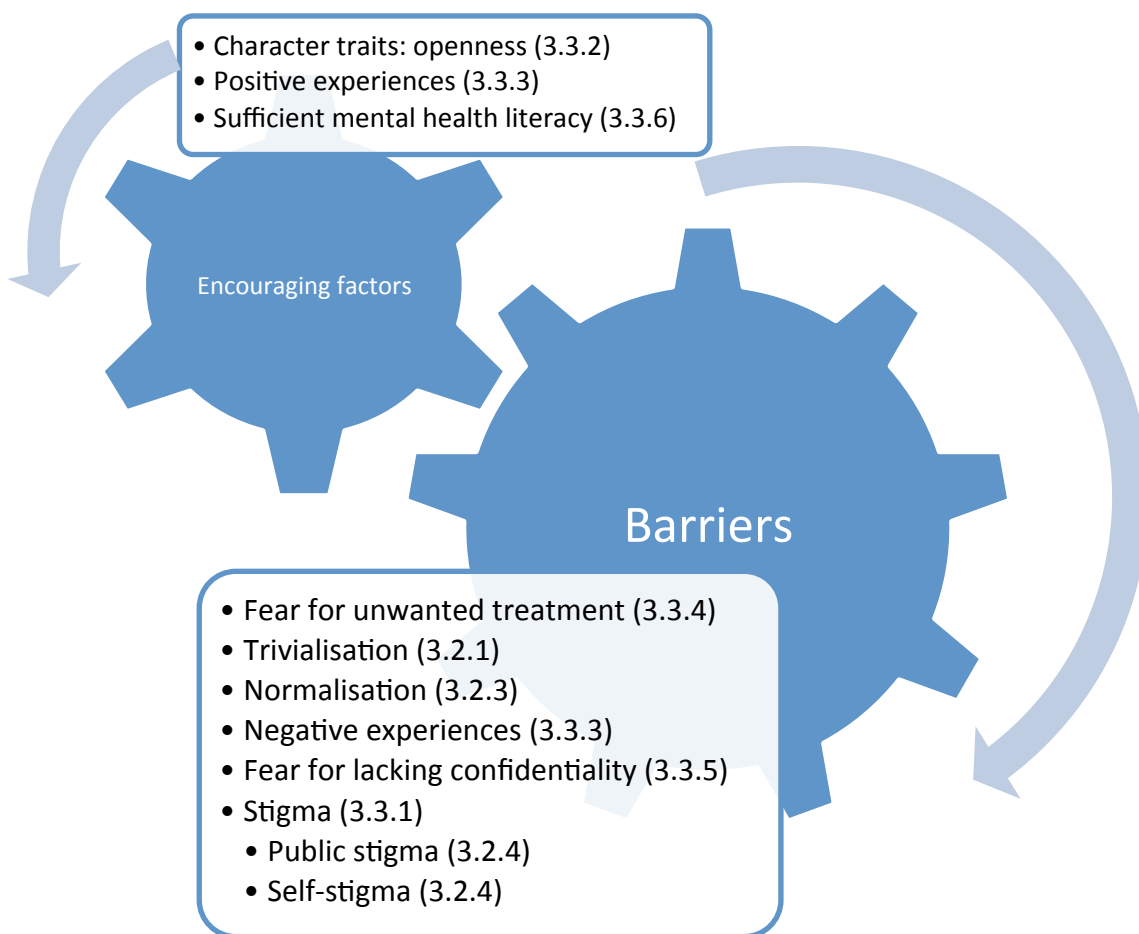 • Character traits: openness (3.3.2)
• Positive experiences (3.3.3)
• Sufficient mental health literacy (3.3.6)
Encouraging factors
Barriers
• Fear for unwanted treatment (3.3.4)
• Trivialisation (3.2.1)
• Normalisation (3.2.3)
• Negative experiences (3.3.3)
• Fear for lacking confidentiality (3.3.5)
• Stigma (3.3.1)
• Public stigma (3.2.4)
• Self-stigma (3.2.4)